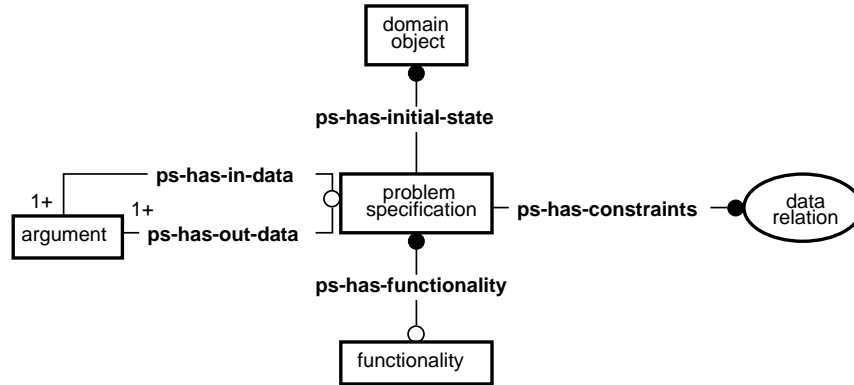 domain
object
ps-has-initial-state
ps-has-in-data
1+
1+
argument
ps-has-out-data
problem
specification
ps-has-constraints
data
relation
ps-has-functionality
functionality